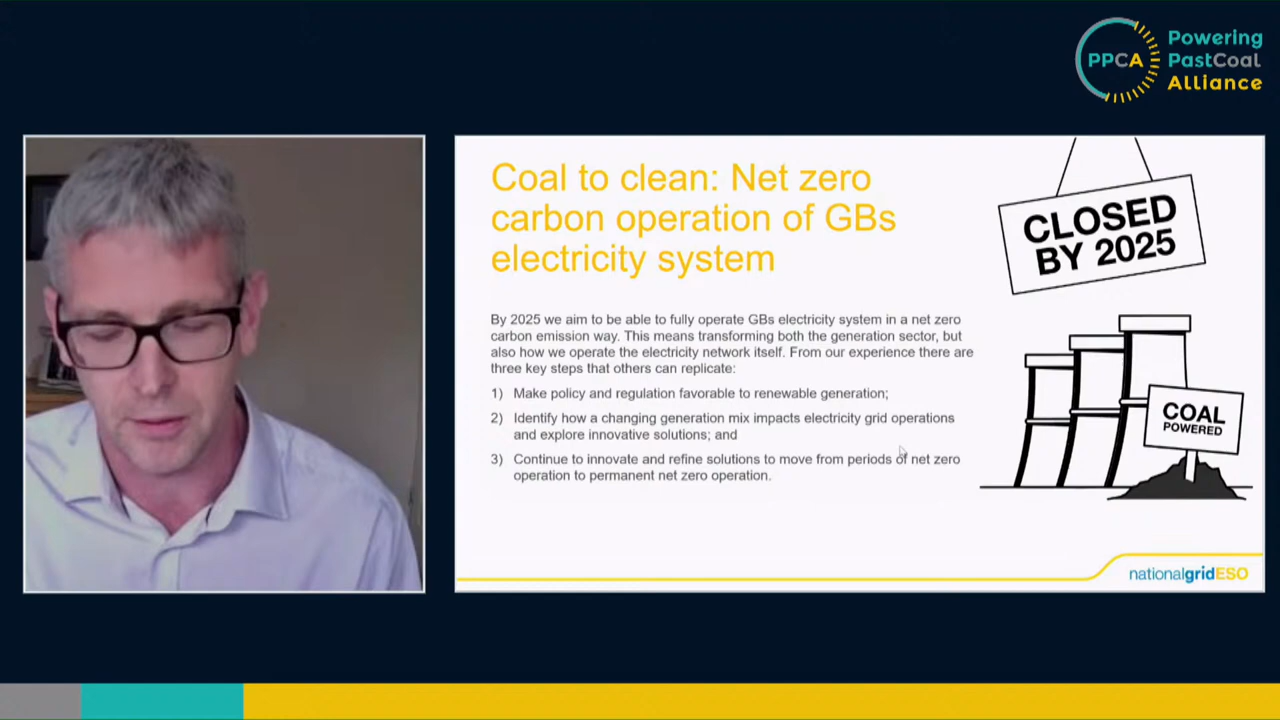 PPCA
Powering
PastCoal
Alliance
Coal to clean: Net zero
carbon operation of GBs
electricity system
By 2025 we aim to be able to fully operate GBs electricity system in a net zero
carbon emission way. This means transforming both the generation sector, but
also how we operate the electricity network itself. From our experience there are
three key steps that others can replicate:
1) Make policy and regulation favorable to renewable generation;
2) Identify how a changing generation mix impacts electricity grid operations
and explore innovative solutions; and
3) Continue to innovate and refine solutions to move from periods of net zero
operation to permanent net zero operation.
CLOSED
BY 2025
COAL
POWERED
nationalgridESO